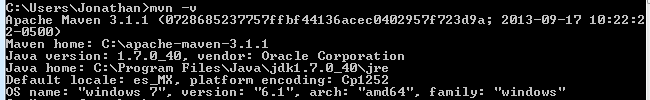 C:\Users\Jonathan>mvn -v
Apache Maven 3.1.1 (0728685237757ffbf44136acec0402957f723d9a; 2013-09-17 10:22:2
2-0500)
Maven home: C:\apache-maven-3.1.1
Java version: 1.7.0_40, vendor: Oracle Corporation
Java home: C:\Program Files\Java\jdk1.7.0_40\jre
Default locale: es_MX, platform encoding: Cp1252
OS name: "windows 7", version: "6.1", arch: "amd64", family: "windows"